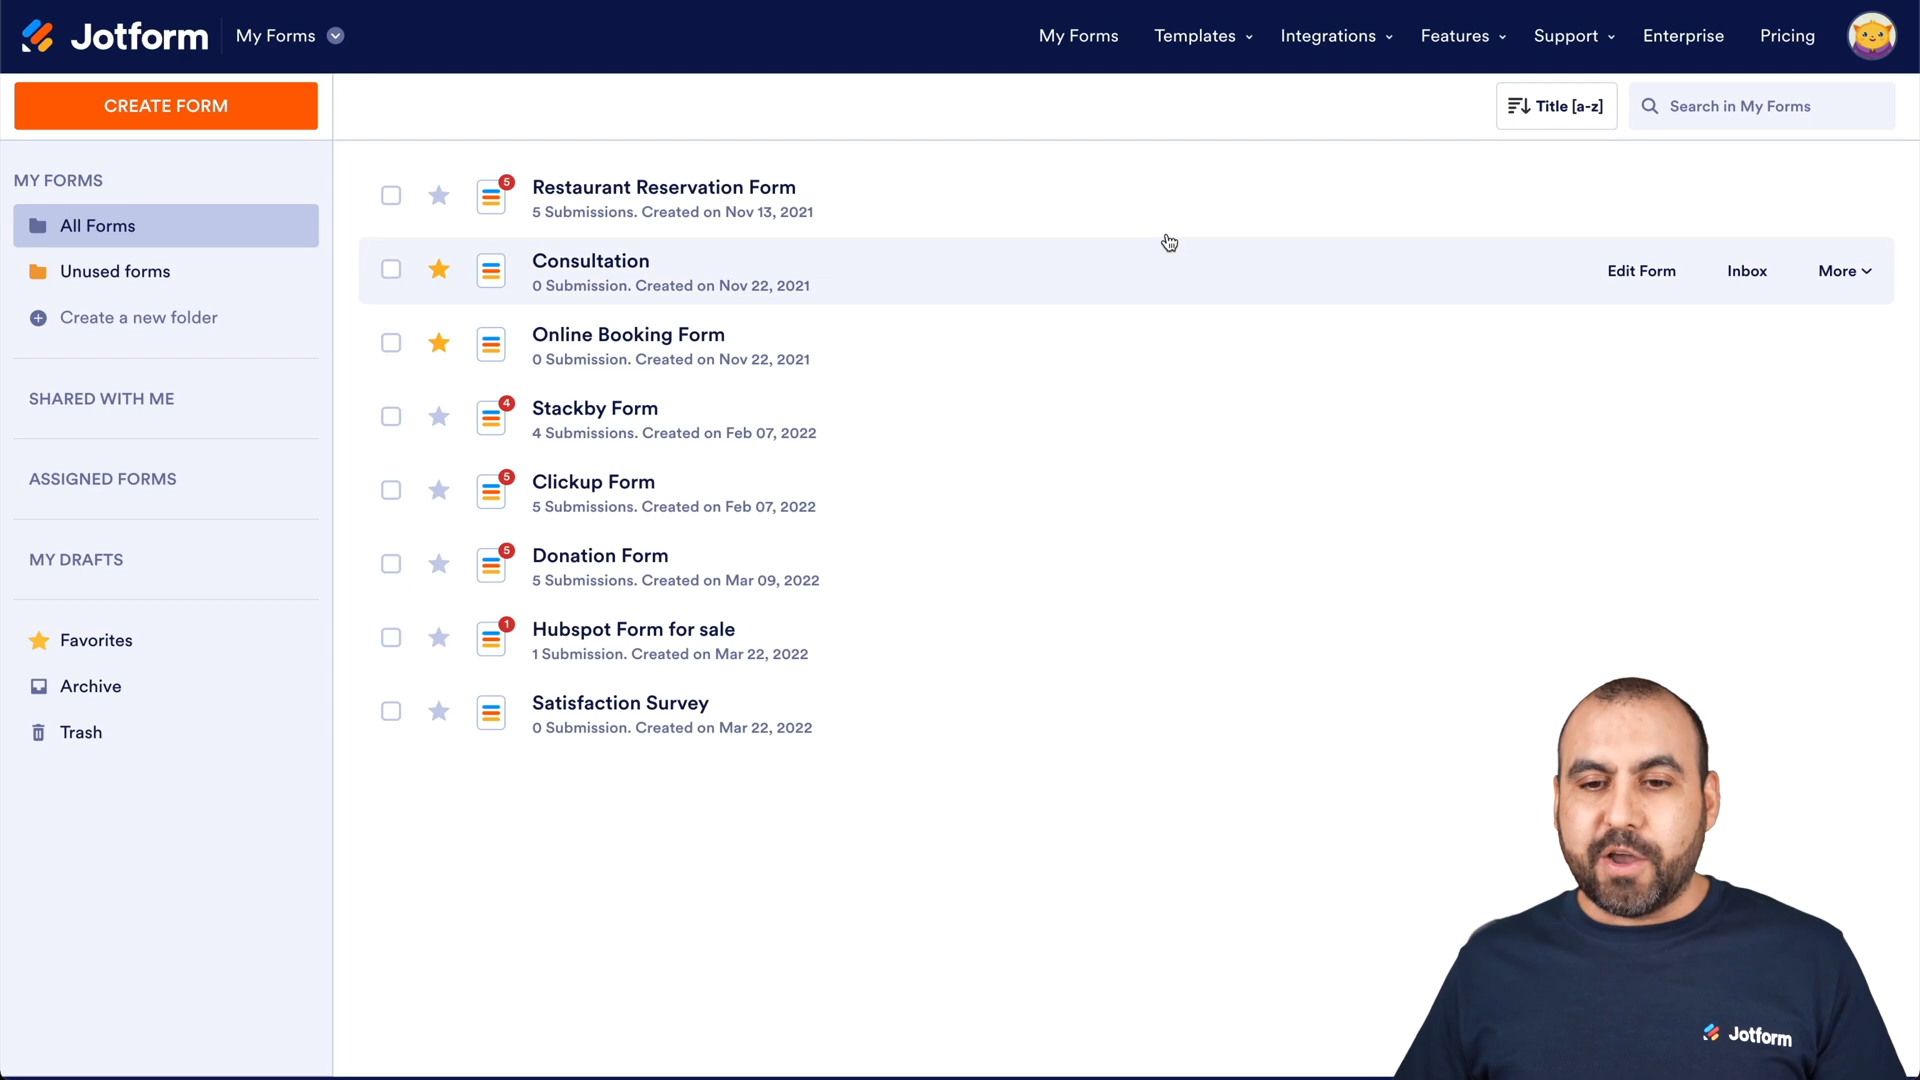 Jotform
My Forms
My Forms
Templates
Integrations
Features
Support
Enterprise
Pricing
CREATE FORM
Title [a-z]
Search in My Forms
MY FORMS
All Forms
Unused forms
Create a new folder
SHARED WITH ME
ASSIGNED FORMS
MY DRAFTS
Favorites
Archive
Trash
5
Restaurant Reservation Form
5 Submissions. Created on Nov 13, 2021
Consultation
0 Submission. Created on Nov 22, 2021
Edit Form
Inbox
More
Online Booking Form
0 Submission. Created on Nov 22, 2021
4
Stackby Form
4 Submissions. Created on Feb 07, 2022
5
Clickup Form
5 Submissions. Created on Feb 07, 2022
5
Donation Form
5 Submissions. Created on Mar 09, 2022
1
Hubspot Form for sale
1 Submission. Created on Mar 22, 2022
Satisfaction Survey
0 Submission. Created on Mar 22, 2022
Jotform